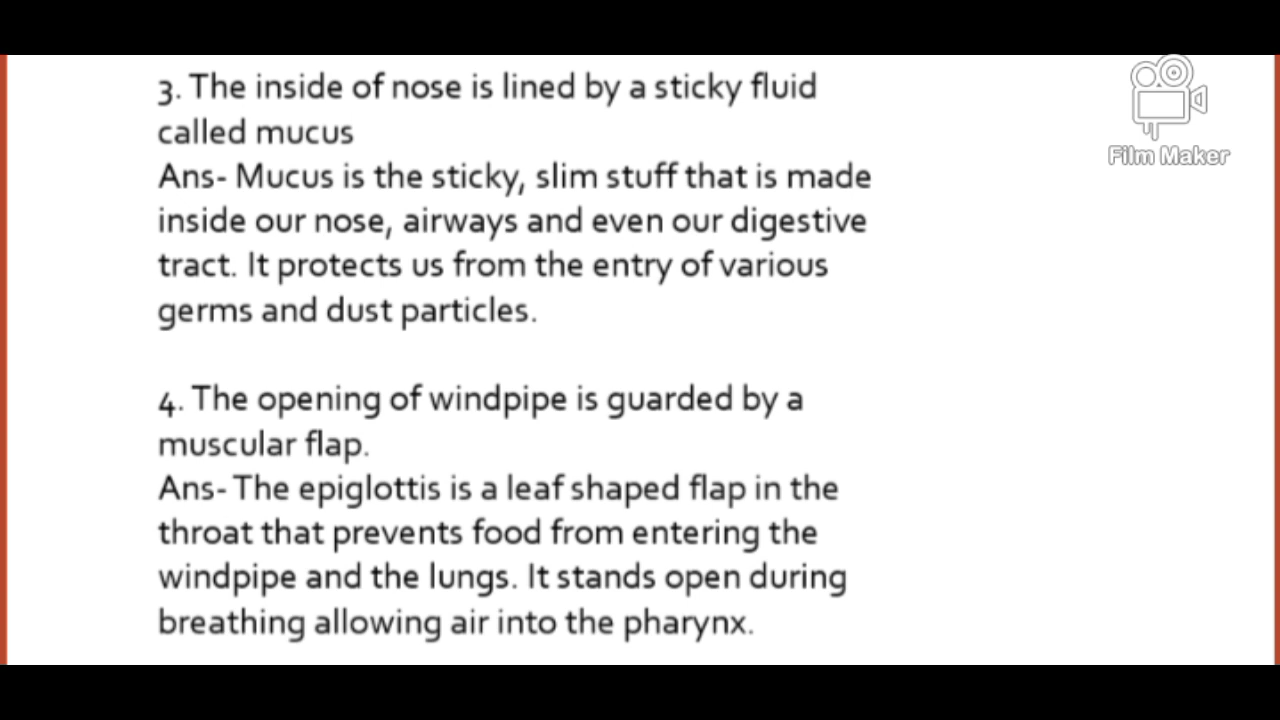 3. The inside of nose is lined by a sticky fluid
called mucus
Ans- Mucus is the sticky, slim stuff that is made
inside our nose, airways and even our digestive
tract. It protects us from the entry of various
germs and dust particles.
4. The opening of windpipe is guarded by a
muscular flap.
Ans- The epiglottis is a leaf shaped flap in the
throat that prevents food from entering the
windpipe and the lungs. It stands open during
breathing allowing air into the pharynx.
Film Maker